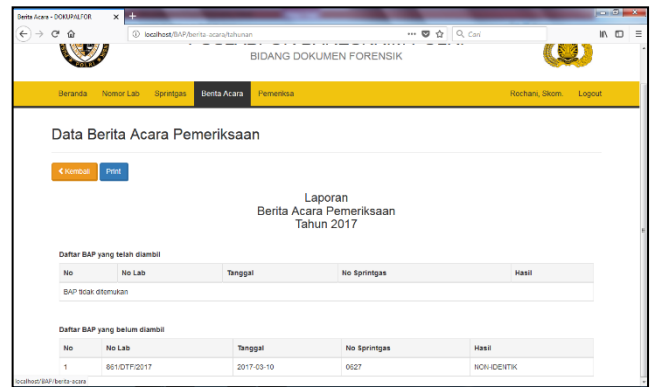 Berita Acara - DOKUPALFOR
localhost/BAP/berita-acara/tahunan
Cari
BIDANG DOKUMEN FORENSIK
Beranda Nomor Lab Sprintgas Berita Acara Pemeriksa Rochani, Skom. Logout
Data Berita Acara Pemeriksaan
Kembali Print
Laporan
Berita Acara Pemeriksaan
Tahun 2017
Daftar BAP yang telah diambil
No No Lab Tanggal No Sprintgas Hasil
BAP tidak ditemukan
Daftar BAP yang belum diambil
No No Lab Tanggal No Sprintgas Hasil
1 861/DTF/2017 2017-03-10 0627 NON-IDENTIK
localhost/BAP/berita-acara